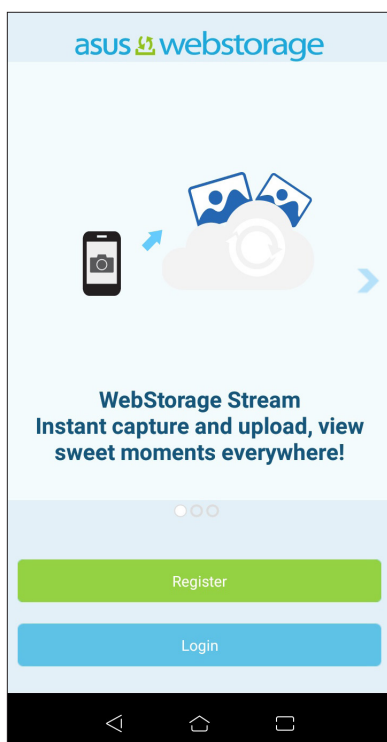 asus webstorage
WebStorage Stream
Instant capture and upload, view
sweet moments everywhere!
Register
Login